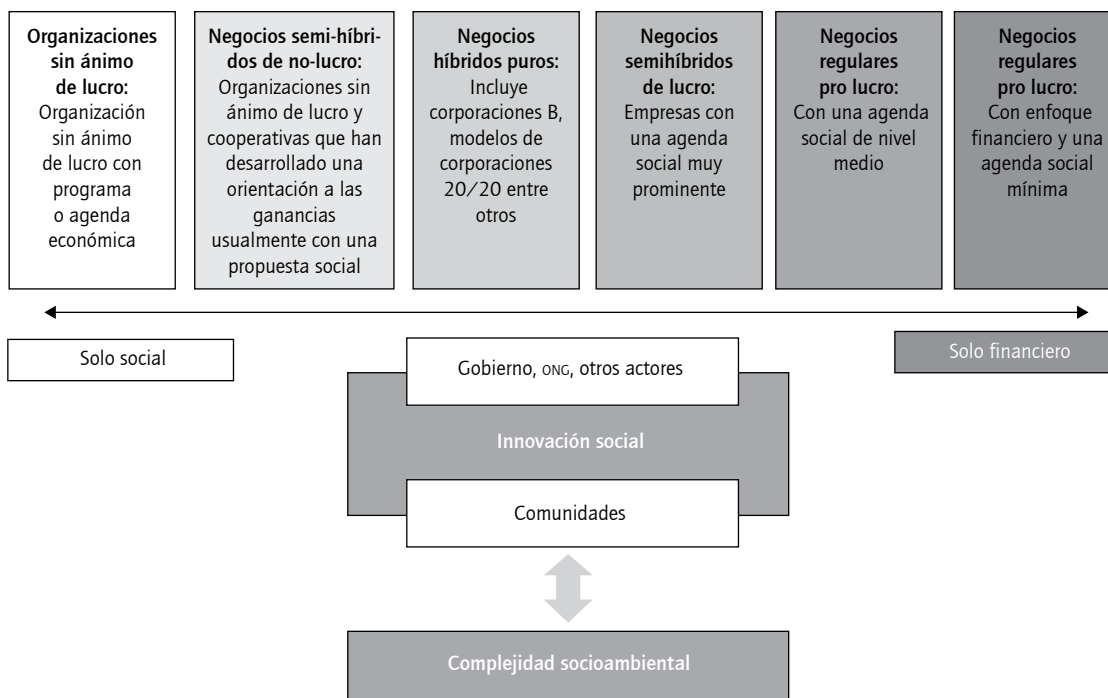 Organizaciones
sin ánimo
de lucro:
Organización
sin ánimo
de lucro con
programa
o agenda
económica
Negocios semi-híbri-
dos de no-lucro:
Organizaciones sin
ánimo de lucro y
cooperativas que han
desarrollado una
orientación a las
ganancias
usualmente con una
propuesta social
Negocios
híbridos puros:
Incluye
corporaciones B,
modelos de
corporaciones
20/20 entre
otros
Negocios
semihíbridos
de lucro:
Empresas con
una agenda
social muy
prominente
Negocios
regulares
pro lucro:
Con una agenda
social de nivel
medio
Negocios
regulares
pro lucro:
Con enfoque
financiero y una
agenda social
mínima
Solo social
Solo financiero
Gobierno, ONG, otros actores
Innovación social
Comunidades
Complejidad socioambiental